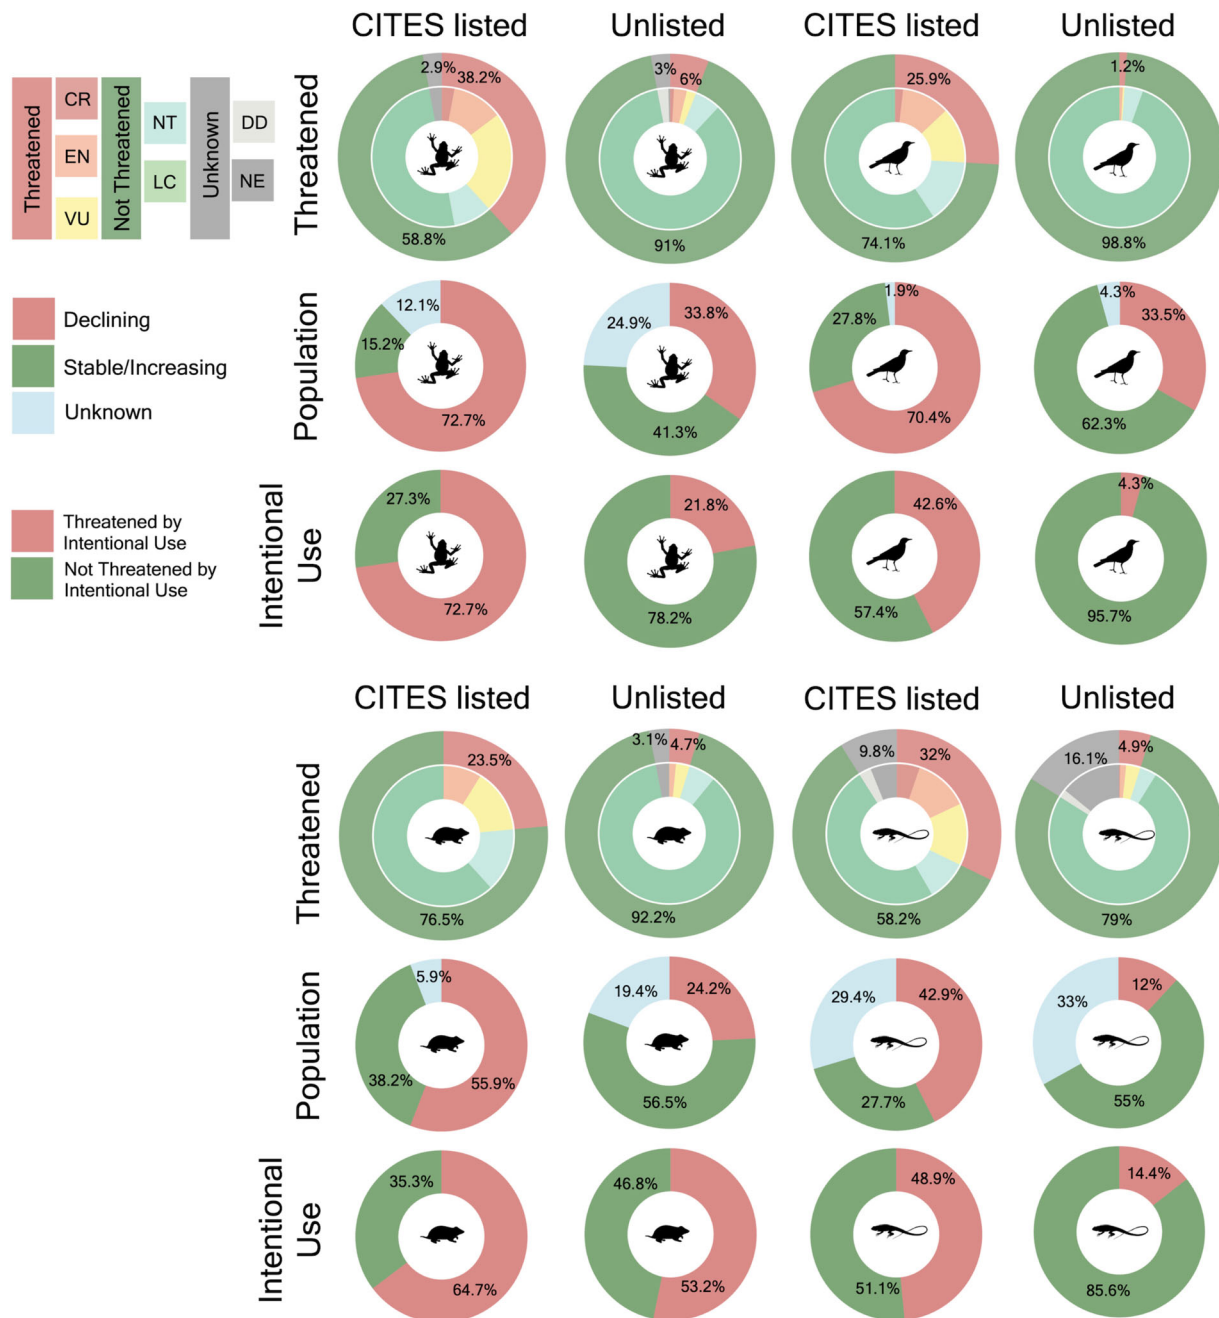 CITES listed Unlisted CITES listed Unlisted
Threatened
CR
EN
VU
Not Threatened
NT
LC
Unknown
DD
NE
Threatened
2.9% 38.2% 58.8%
3% 6% 91%
25.9% 74.1%
1.2% 98.8%
Declining
Stable/Increasing
Unknown
Population
12.1% 15.2% 72.7%
24.9% 33.8% 41.3%
1.9% 27.8% 70.4%
4.3% 33.5% 62.3%
Threatened by
Intentional Use
Not Threatened by
Intentional Use
Intentional
Use
27.3% 72.7%
21.8% 78.2%
42.6% 57.4%
4.3% 95.7%
CITES listed Unlisted CITES listed Unlisted
Threatened
23.5% 76.5%
3.1% 4.7% 92.2%
9.8% 32% 58.2%
16.1% 4.9% 79%
Population
5.9% 38.2% 55.9%
19.4% 24.2% 56.5%
29.4% 42.9% 27.7%
33% 12% 55%
Intentional
Use
35.3% 64.7%
46.8% 53.2%
48.9% 51.1%
14.4% 85.6%